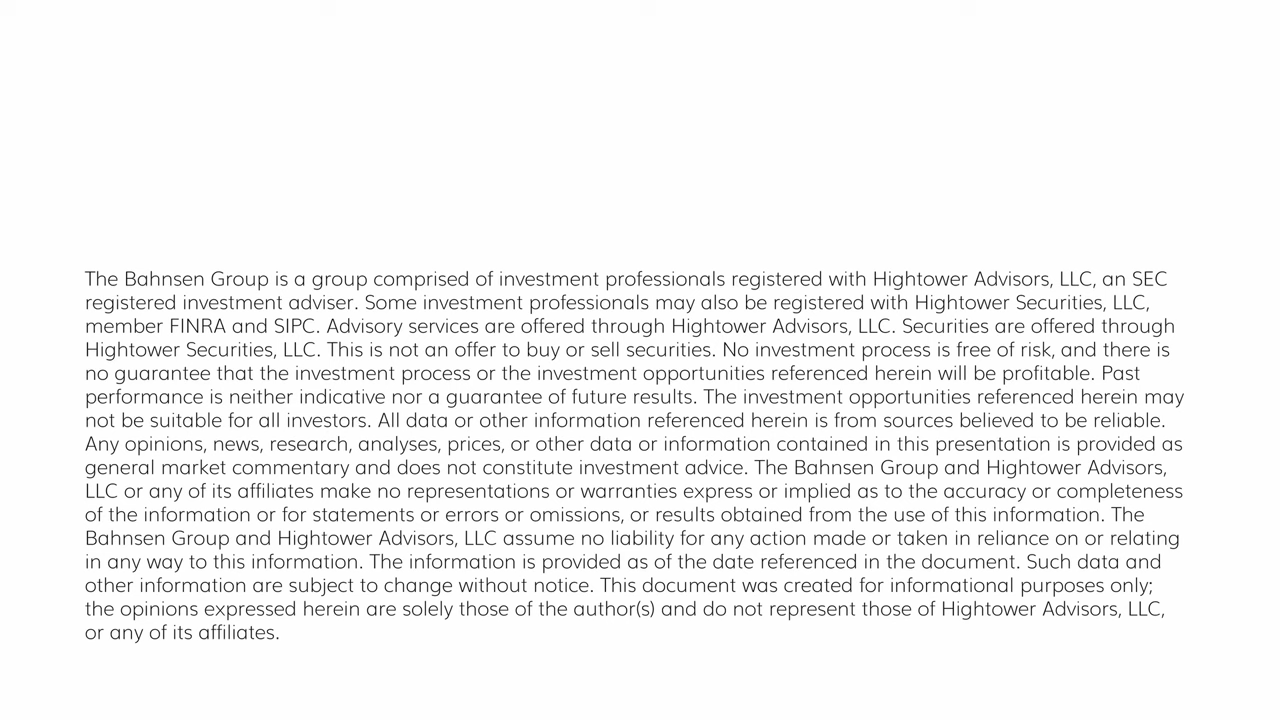 The Bahnsen Group is a group comprised of investment professionals registered with Hightower Advisors, LLC, an SEC
registered investment adviser. Some investment professionals may also be registered with Hightower Securities, LLC,
member FINRA and SIPC. Advisory services are offered through Hightower Advisors, LLC. Securities are offered through
Hightower Securities, LLC. This is not an offer to buy or sell securities. No investment process is free of risk, and there is
no guarantee that the investment process or the investment opportunities referenced herein will be profitable. Past
performance is neither indicative nor a guarantee of future results. The investment opportunities referenced herein may
not be suitable for all investors. All data or other information referenced herein is from sources believed to be reliable.
Any opinions, news, research, analyses, prices, or other data or information contained in this presentation is provided as
general market commentary and does not constitute investment advice. The Bahnsen Group and Hightower Advisors,
LLC or any of its affiliates make no representations or warranties express or implied as to the accuracy or completeness
of the information or for statements or errors or omissions, or results obtained from the use of this information. The
Bahnsen Group and Hightower Advisors, LLC assume no liability for any action made or taken in reliance on or relating
in any way to this information. The information is provided as of the date referenced in the document. Such data and
other information are subject to change without notice. This document was created for informational purposes only;
the opinions expressed herein are solely those of the author(s) and do not represent those of Hightower Advisors, LLC,
or any of its affiliates.